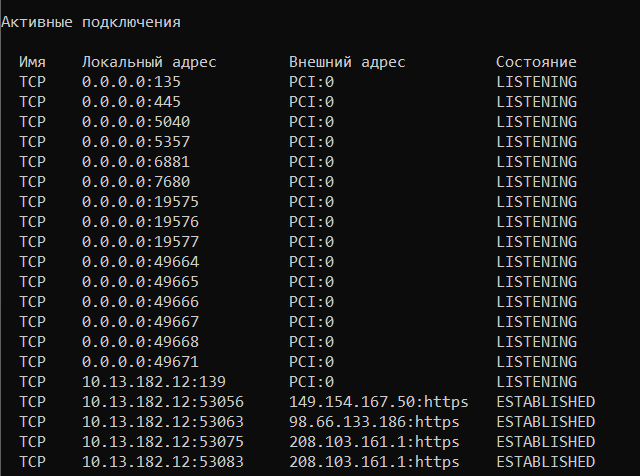 Активные подключения
Имя Локальный адрес Внешний адрес Состояние
TCP 0.0.0.0:135 PCI:0 LISTENING
TCP 0.0.0.0:445 PCI:0 LISTENING
TCP 0.0.0.0:5040 PCI:0 LISTENING
TCP 0.0.0.0:5357 PCI:0 LISTENING
TCP 0.0.0.0:6881 PCI:0 LISTENING
TCP 0.0.0.0:7680 PCI:0 LISTENING
TCP 0.0.0.0:19575 PCI:0 LISTENING
TCP 0.0.0.0:19576 PCI:0 LISTENING
TCP 0.0.0.0:19577 PCI:0 LISTENING
TCP 0.0.0.0:49664 PCI:0 LISTENING
TCP 0.0.0.0:49665 PCI:0 LISTENING
TCP 0.0.0.0:49666 PCI:0 LISTENING
TCP 0.0.0.0:49667 PCI:0 LISTENING
TCP 0.0.0.0:49668 PCI:0 LISTENING
TCP 0.0.0.0:49671 PCI:0 LISTENING
TCP 10.13.182.12:139 PCI:0 LISTENING
TCP 10.13.182.12:53056 149.154.167.50:https ESTABLISHED
TCP 10.13.182.12:53063 98.66.133.186:https ESTABLISHED
TCP 10.13.182.12:53075 208.103.161.1:https ESTABLISHED
TCP 10.13.182.12:53083 208.103.161.1:https ESTABLISHED